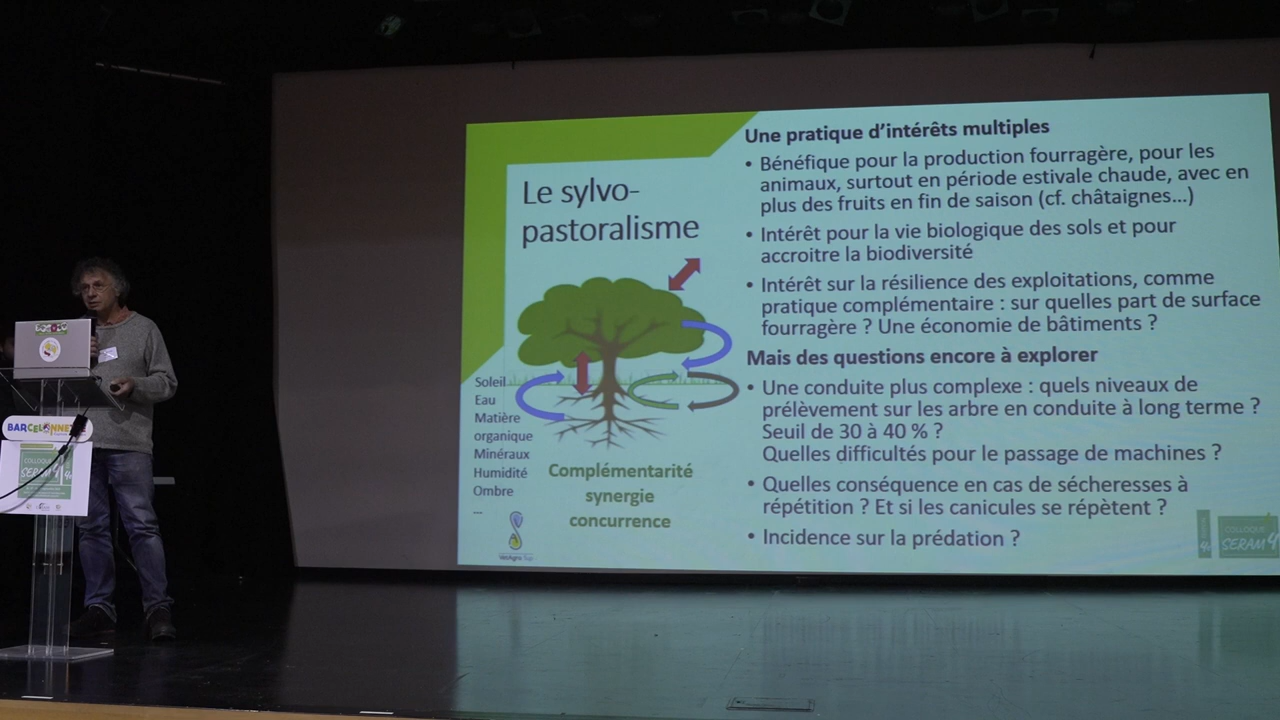 Le sylvo-
pastoralisme
Soleil
Eau
Matière
organique
Minéraux
Humidité
Ombre
...
Complémentarité
synergie
concurrence
VetAgro Sup
Une pratique d'intérêts multiples
• Bénéfique pour la production fourragère, pour les
animaux, surtout en période estivale chaude, avec en
plus des fruits en fin de saison (cf. châtaignes...)
• Intérêt pour la vie biologique des sols et pour
accroitre la biodiversité
• Intérêt sur la résilience des exploitations, comme
pratique complémentaire : sur quelles part de surface
fourragère ? Une économie de bâtiments ?
Mais des questions encore à explorer
• Une conduite plus complexe : quels niveaux de
prélèvement sur les arbre en conduite à long terme ?
Seuil de 30 à 40 % ?
Quelles difficultés pour le passage de machines ?
• Quelles conséquence en cas de sécheresses à
répétition ? Et si les canicules se répètent ?
• Incidence sur la prédation ?
COLLOQUE
SERAM 4
COLLOQUE
SERAM 4